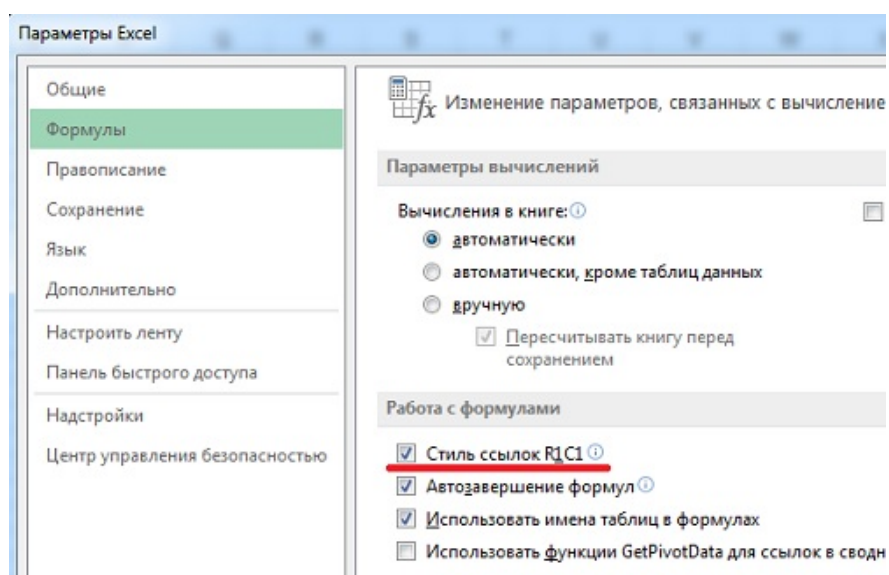 Параметры Excel
Общие
Формулы
Правописание
Сохранение
Язык
Дополнительно
Настроить ленту
Панель быстрого доступа
Надстройки
Центр управления безопасностью
Изменение параметров, связанных с вычисление
Параметры вычислений
Вычисления в книге:
автоматически
автоматически, кроме таблиц данных
вручную
Пересчитывать книгу перед
сохранением
Работа с формулами
Стиль ссылок R1C1
Автозавершение формул
Использовать имена таблиц в формулах
Использовать функции GetPivotData для ссылок в сводн